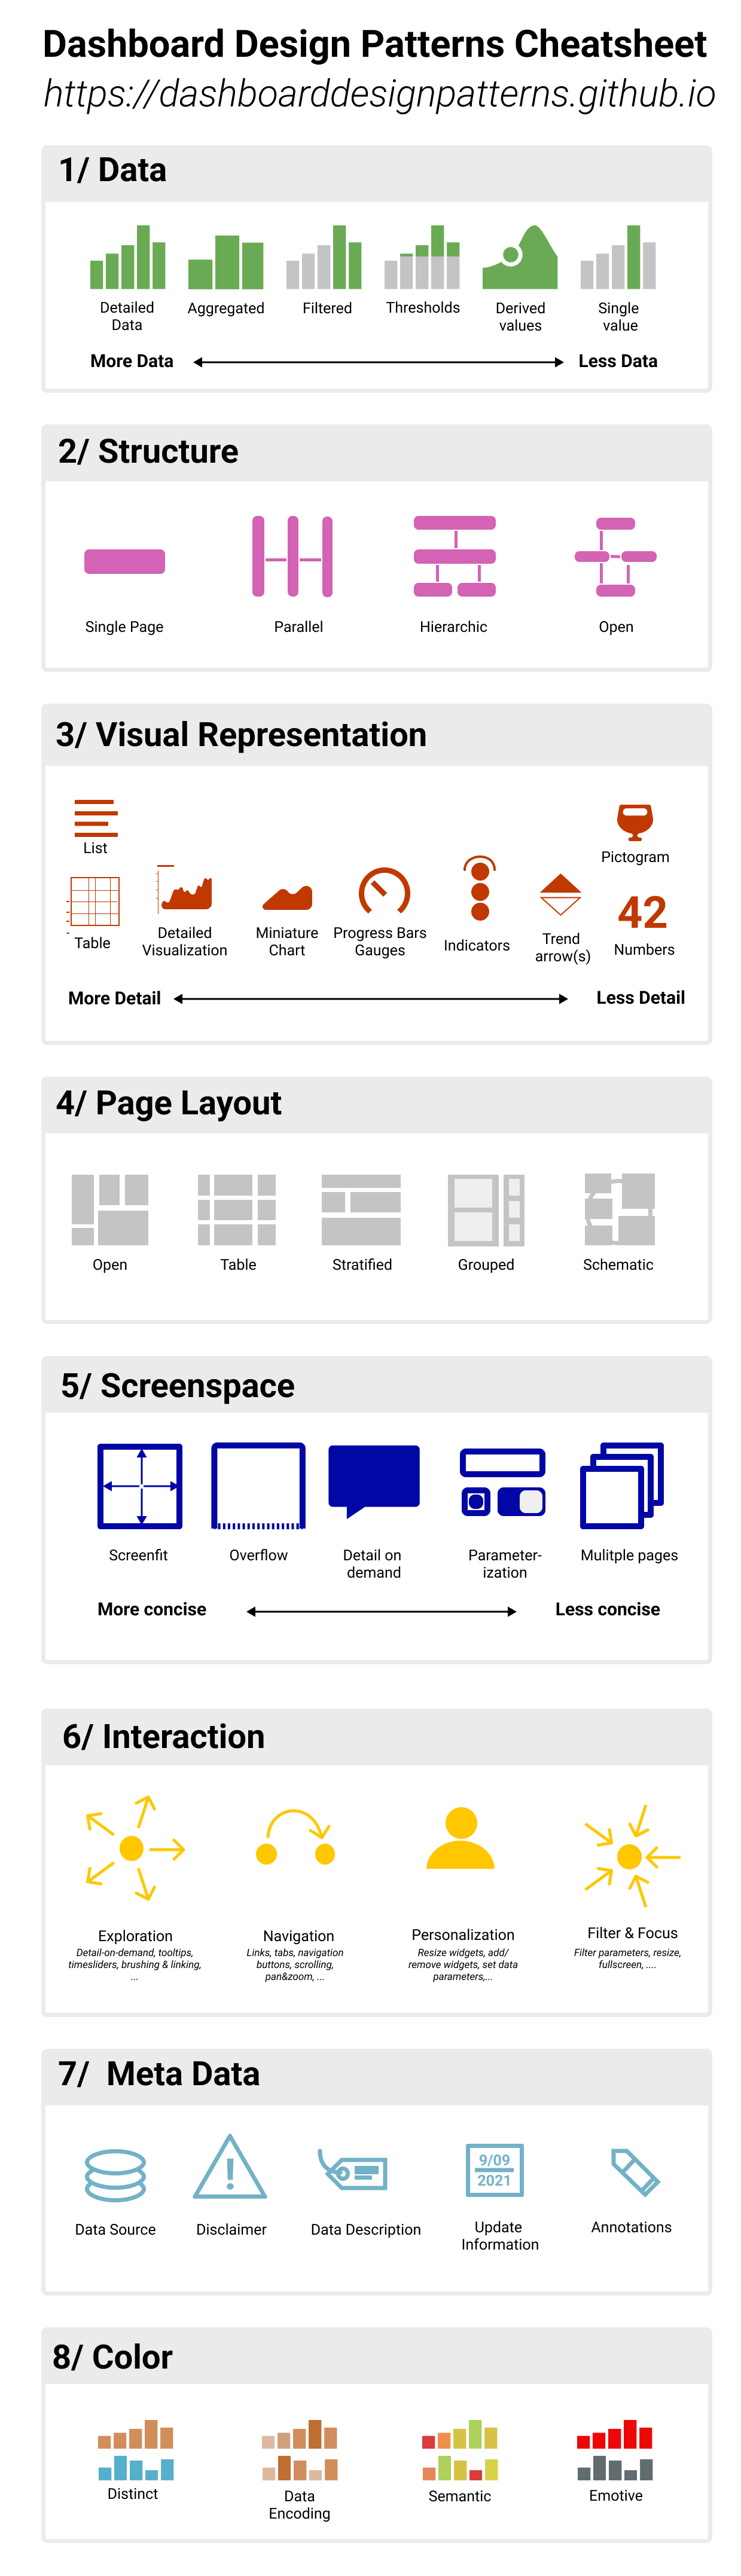 Dashboard Design Patterns Cheatsheet
https://dashboarddesignpatterns.github.io
1/ Data
Detailed
Data
Aggregated
Filtered
Thresholds
Derived
values
Single
value
More Data
Less Data
2/ Structure
Single Page
Parallel
Hierarchic
Open
3/ Visual Representation
List
Pictogram
Table
Detailed
Visualization
Miniature
Chart
Progress Bars
Gauges
Indicators
Trend
arrow(s)
42
Numbers
More Detail
Less Detail
4/ Page Layout
Open
Table
Stratified
Grouped
Schematic
5/ Screenspace
Screenfit
Overflow
Detail on
demand
Parameter-
ization
Mulitple pages
More concise
Less concise
6/ Interaction
Exploration
Detail-on-demand, tooltips,
timesliders, brushing & linking,
...
Navigation
Links, tabs, navigation
buttons, scrolling,
pan&zoom, ...
Personalization
Resize widgets, add/
remove widgets, set data
parameters,...
Filter & Focus
Filter parameters, resize,
fullscreen, ....
7/ Meta Data
Data Source
!
Disclaimer
Data Description
9/09
2021
Update
Information
Annotations
8/ Color
Distinct
Data
Encoding
Semantic
Emotive